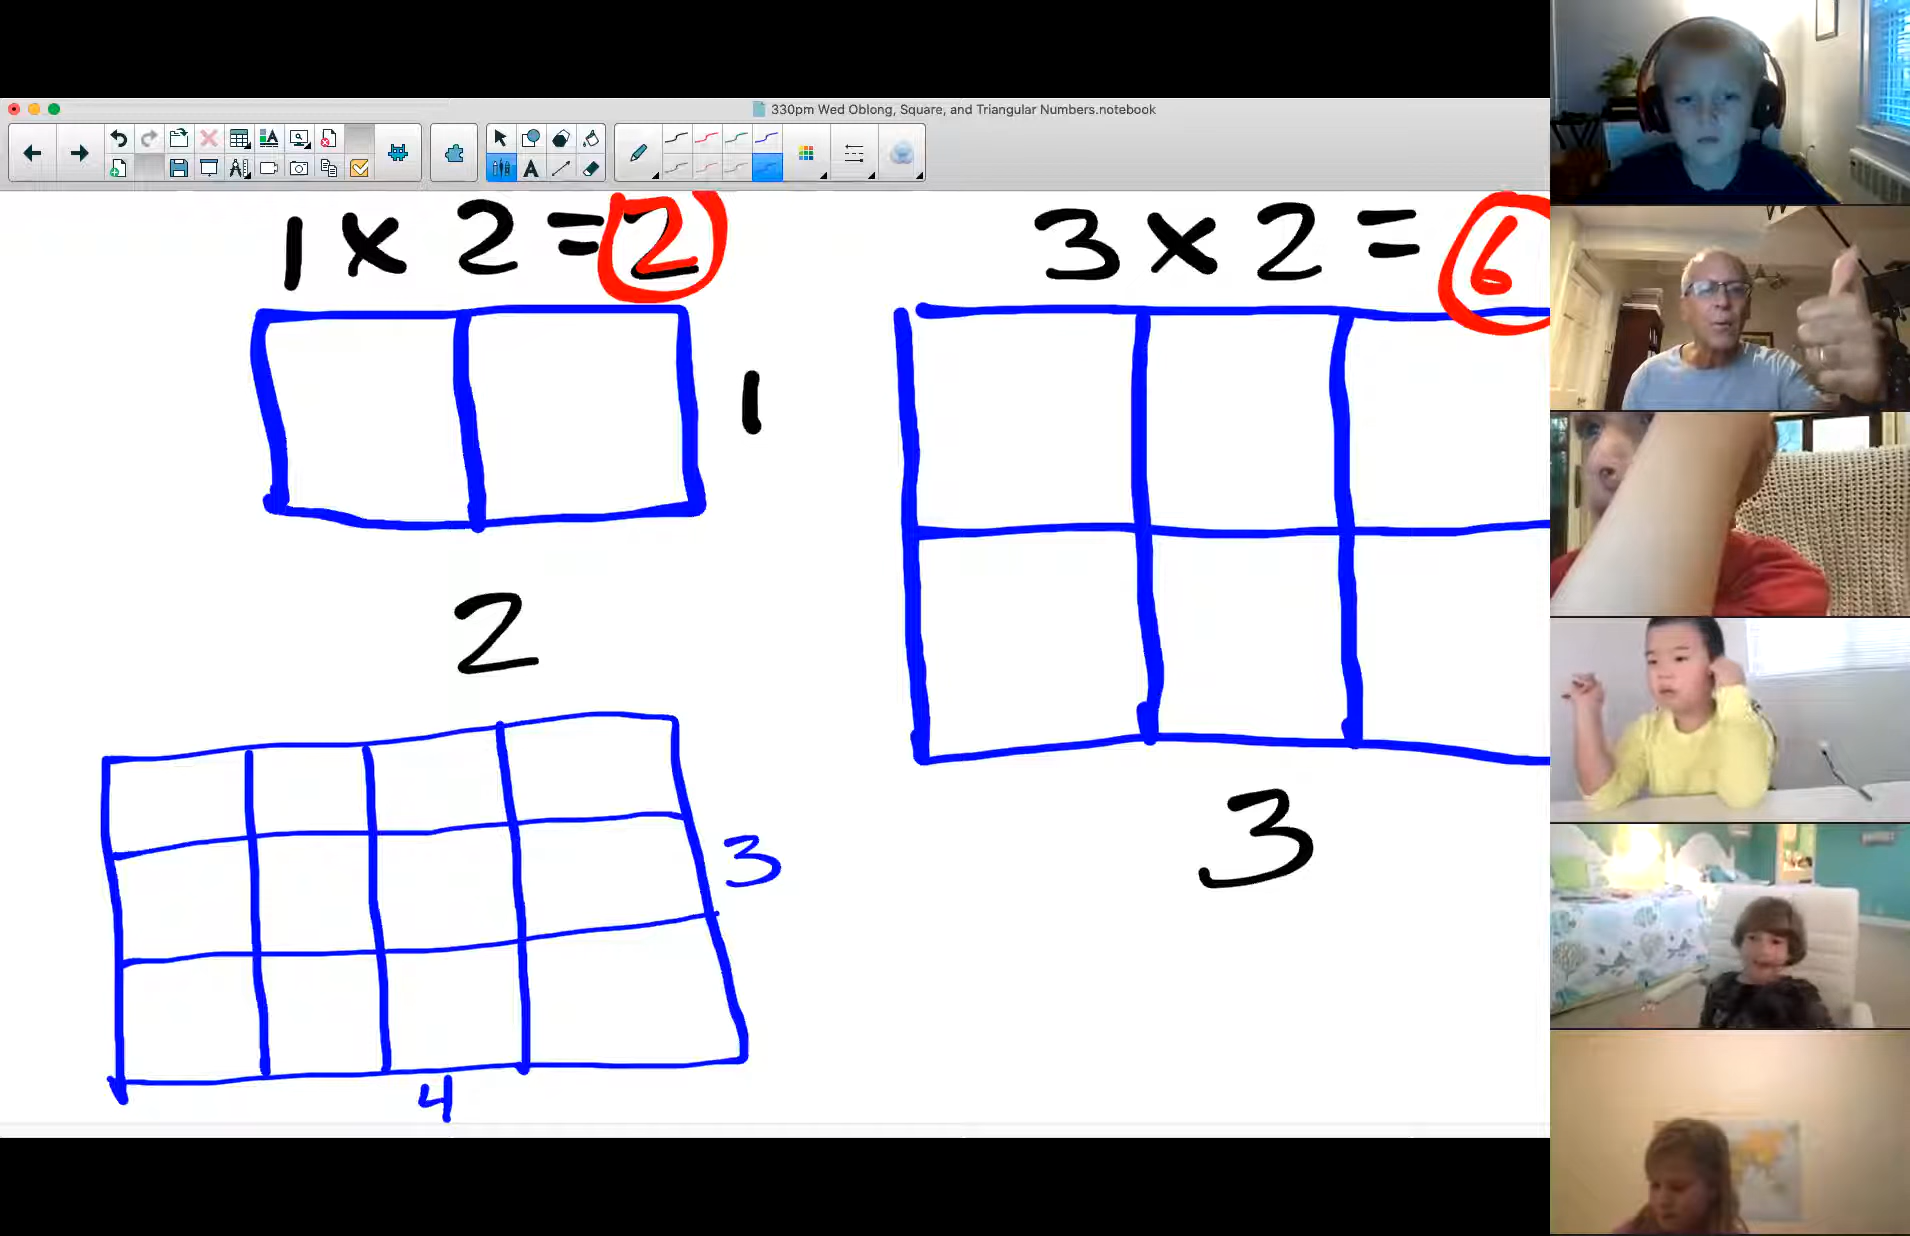 330pm Wed Oblong, Square, and Triangular Numbers.notebook
1 x 2 = 2
3 x 2 = 6
1
2
3
3
4